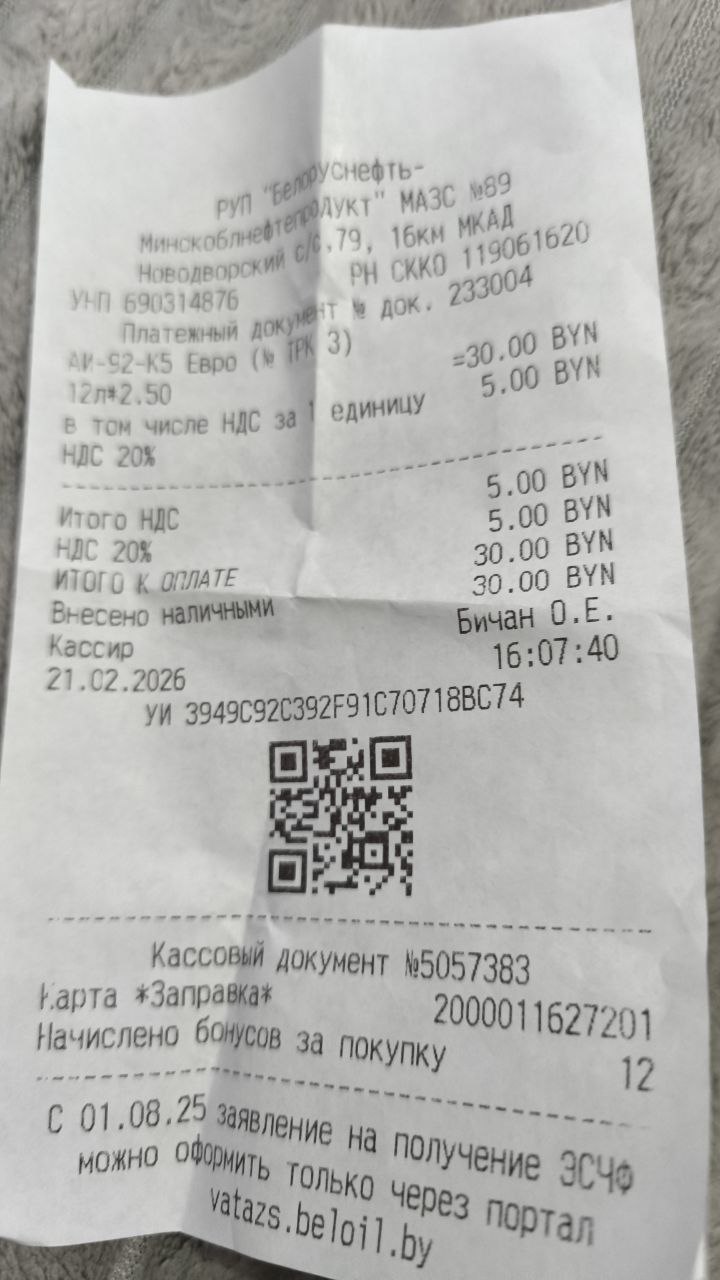 РУП "Белоруснефть-
Минскоблнефтепродукт" МАЗС №89
Новодворский с/с,79, 16км МКАД
УНП 690314876 РН СККО 119061620
Платежный документ № док. 233004
АИ-92-К5 Евро (№ ТРК 3)
12л*2.50 =30.00 BYN
в том числе НДС за 1 единицу 5.00 BYN
НДС 20%
Итого НДС 5.00 BYN
НДС 20% 5.00 BYN
ИТОГО К ОПЛАТЕ 30.00 BYN
Внесено наличными 30.00 BYN
Кассир Бичан О.Е.
21.02.2026 16:07:40
УИ 3949C92C392F91C70718BC74
Кассовый документ №5057383
Карта *Заправка* 2000011627201
Начислено бонусов за покупку 12
С 01.08.25 заявление на получение ЭСЧФ
можно оформить только через портал
vatazs.beloil.by